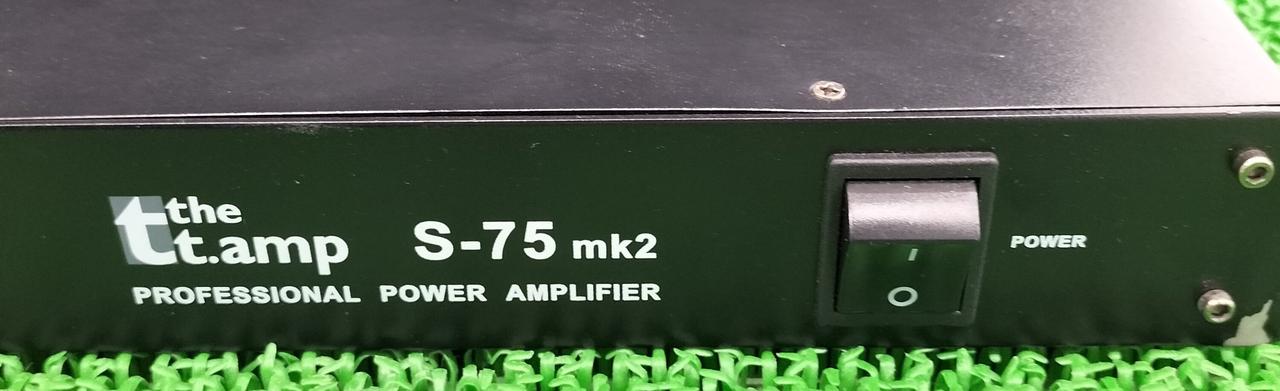 the
t.amp
S-75 mk2
PROFESSIONAL POWER AMPLIFIER
POWER